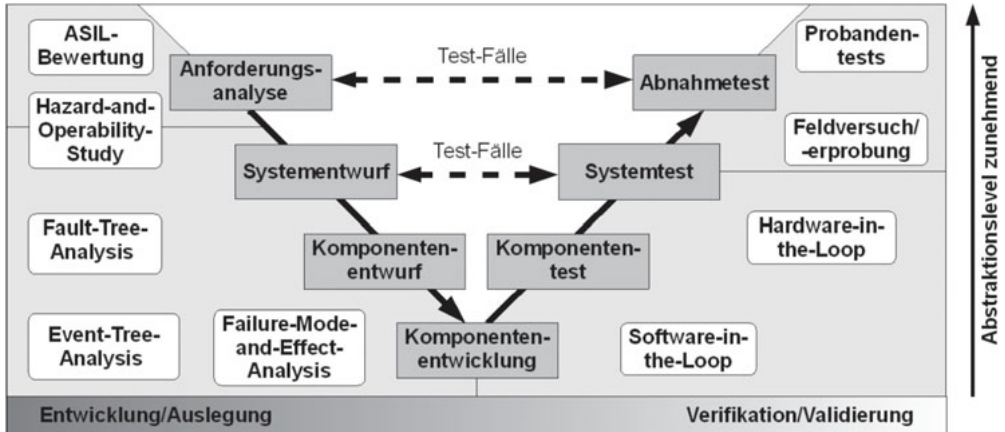 ASIL-
Bewertung
Anforderungs-
analyse
Test-Fälle
Abnahmetest
Probanden-
tests
Hazard-and-
Operability-
Study
Systementwurf
Test-Fälle
Systemtest
Feldversuch/
-erprobung
Fault-Tree-
Analysis
Komponenten-
entwurf
Komponenten-
test
Hardware-in-
the-Loop
Event-Tree-
Analysis
Failure-Mode-
and-Effect-
Analysis
Komponenten-
entwicklung
Software-in-
the-Loop
Entwicklung/Auslegung
Verifikation/Validierung
Abstraktionslevel zunehmend